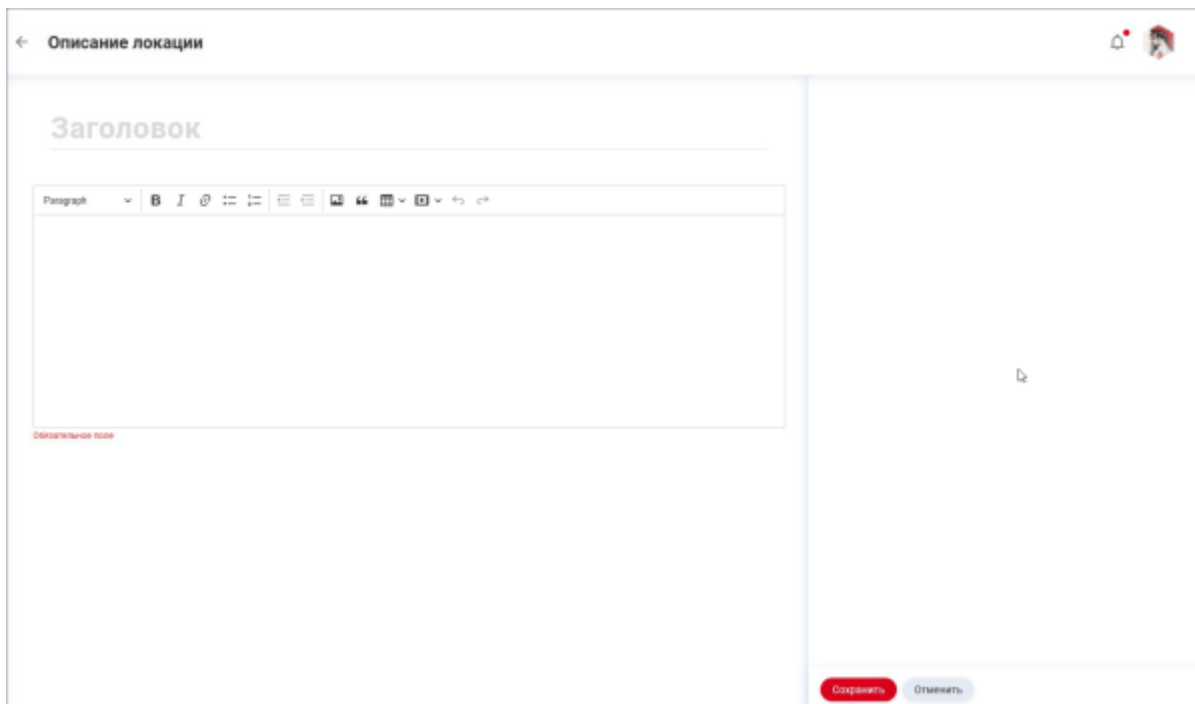 Описание локации
Заголовок
Paragraph
Обязательное поле
Сохранить Отменить